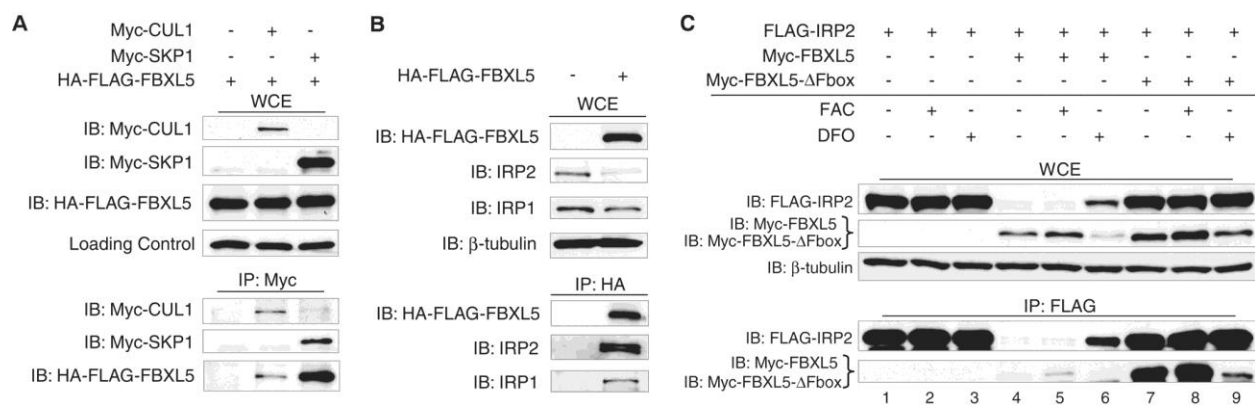 A
Myc-CUL1 - + -
Myc-SKP1 - - +
HA-FLAG-FBXL5 + + +
WCE
IB: Myc-CUL1
IB: Myc-SKP1
IB: HA-FLAG-FBXL5
Loading Control
IP: Myc
IB: Myc-CUL1
IB: Myc-SKP1
IB: HA-FLAG-FBXL5
B
HA-FLAG-FBXL5 - +
WCE
IB: HA-FLAG-FBXL5
IB: IRP2
IB: IRP1
IB: β-tubulin
IP: HA
IB: HA-FLAG-FBXL5
IB: IRP2
IB: IRP1
C
FLAG-IRP2 + + + + + + + + +
Myc-FBXL5 - - - + + + - - -
Myc-FBXL5-ΔFbox - - - - - - + + +
FAC - + - - + - - + -
DFO - - + - - + - - +
WCE
IB: FLAG-IRP2
IB: Myc-FBXL5
IB: Myc-FBXL5-ΔFbox
IB: β-tubulin
IP: FLAG
IB: FLAG-IRP2
IB: Myc-FBXL5
IB: Myc-FBXL5-ΔFbox
1 2 3 4 5 6 7 8 9